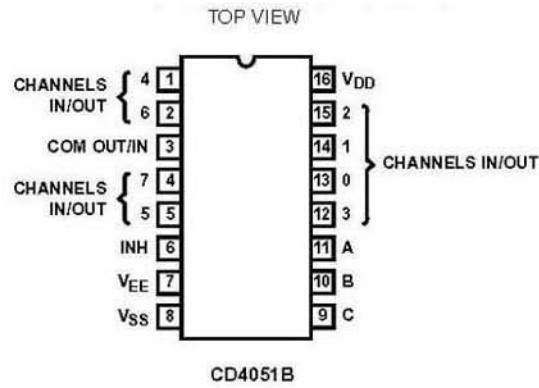 TOP VIEW
CHANNELS
IN/OUT
4 1
6 2
COM OUT/IN 3
CHANNELS
IN/OUT
7 4
5 5
INH 6
VEE 7
VSS 8
16 VDD
15 2
14 1
13 0
12 3
CHANNELS IN/OUT
11 A
10 B
9 C
CD4051B